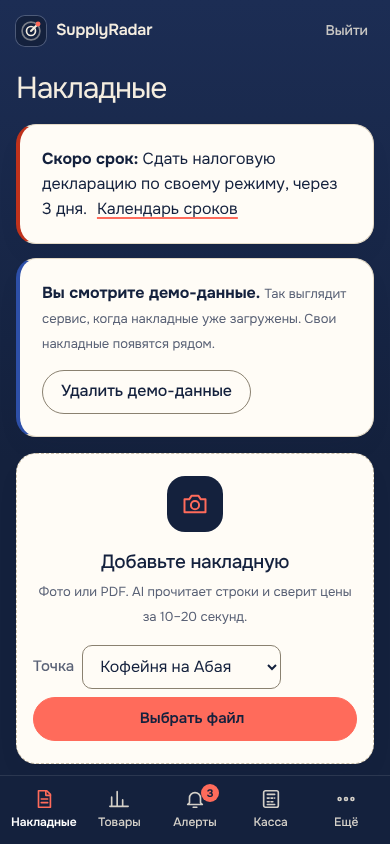 SupplyRadar
Выйти
Накладные
Скоро срок: Сдать налоговую
декларацию по своему режиму, через
3 дня. Календарь сроков
Вы смотрите демо-данные. Так выглядит
сервис, когда накладные уже загружены. Свои
накладные появятся рядом.
Удалить демо-данные
Добавьте накладную
Фото или PDF. AI прочитает строки и сверит цены
за 10–20 секунд.
Точка
Кофейня на Абая
Выбрать файл
3
Накладные
Товары
Алерты
Касса
Ещё